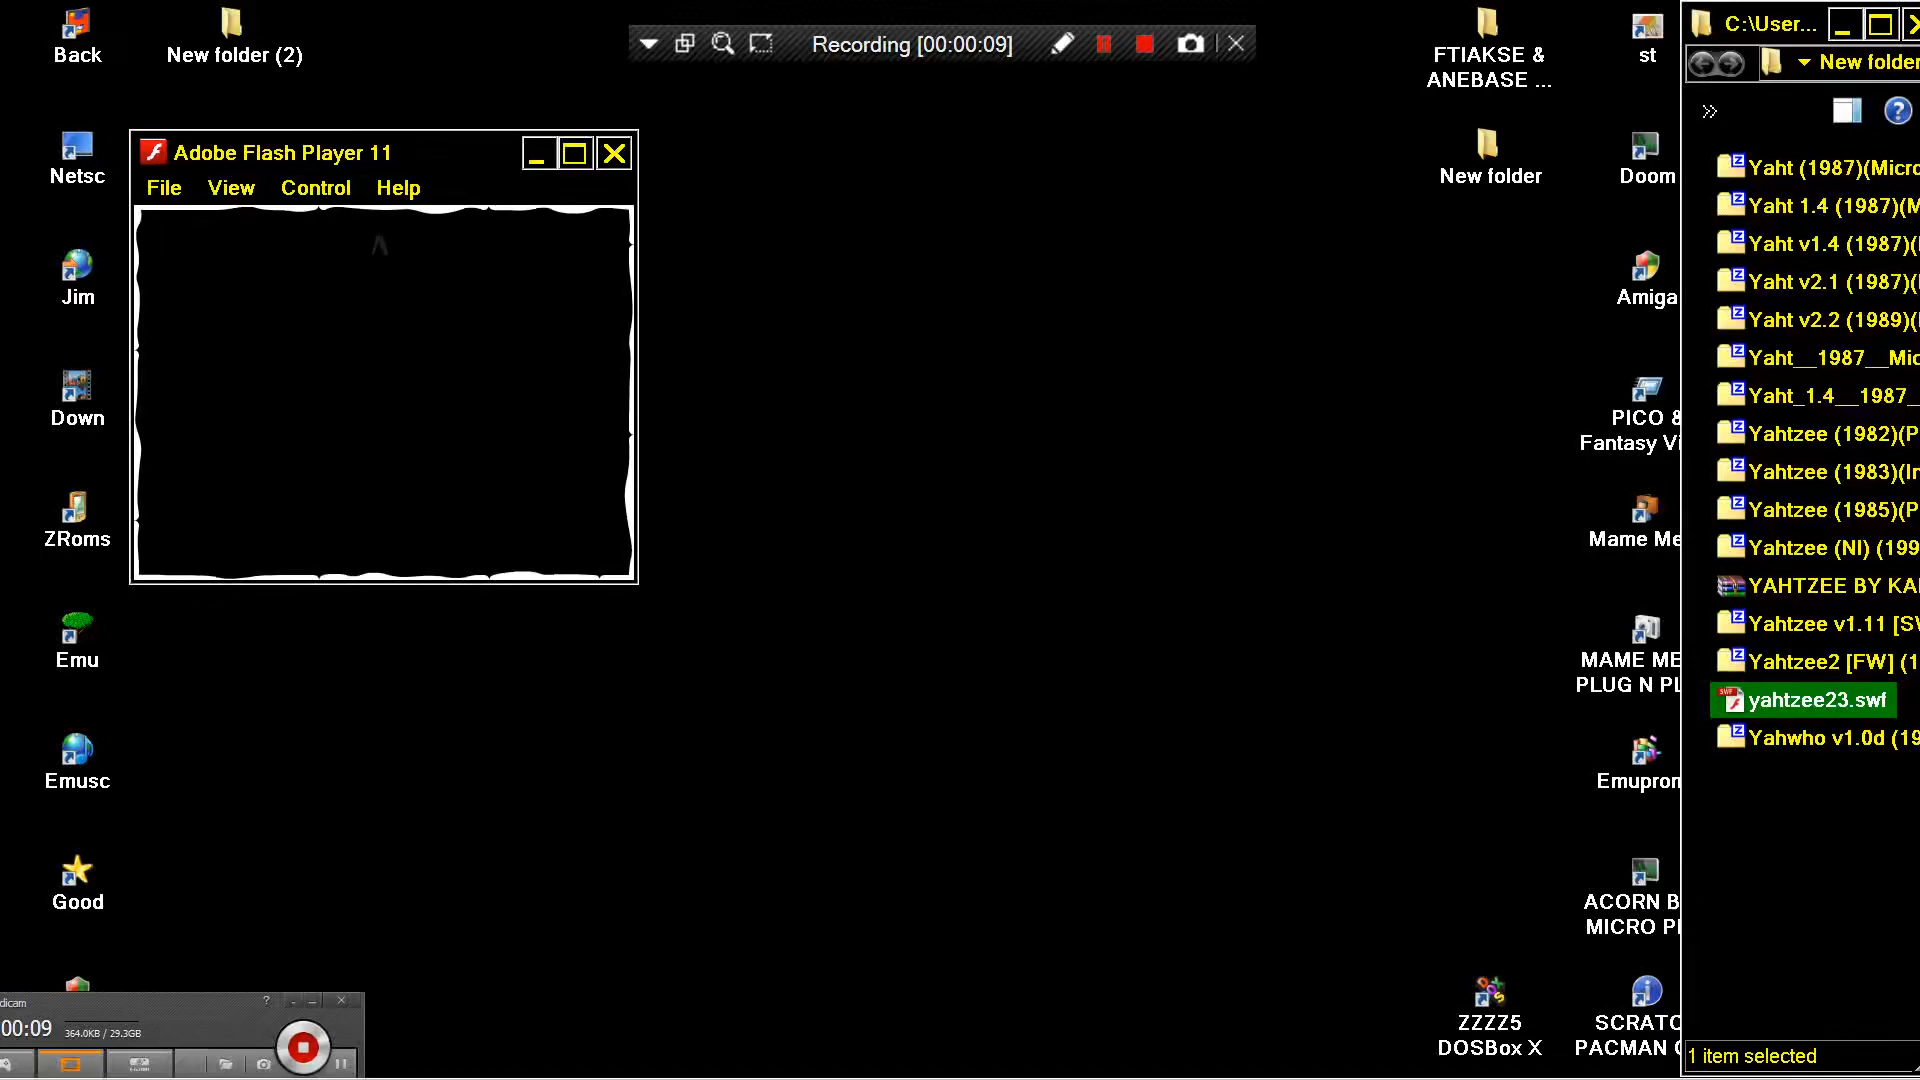 Back
New folder (2)
Recording [00:00:09]
FTIAKSE &
ANEBASE ...
st
C:\User...
New folder
Netsc
Adobe Flash Player 11
File View Control Help
New folder
Doom
Jim
Amiga
Down
PICO &
Fantasy Vi
ZRoms
Mame Me
Emu
MAME ME
PLUG N PL
Emusc
Emuprom
Good
ACORN B
MICRO P
ZZZZ5
DOSBox X
SCRATC
PACMAN
Yaht (1987)(Micro
Yaht 1.4 (1987)(M
Yaht v1.4 (1987)(
Yaht v2.1 (1987)(
Yaht v2.2 (1989)(
Yaht__1987__Mic
Yaht_1.4__1987_
Yahtzee (1982)(P
Yahtzee (1983)(In
Yahtzee (1985)(P
Yahtzee (NI) (199
YAHTZEE BY KA
Yahtzee v1.11 [SW
Yahtzee2 [FW] (1
yahtzee23.swf
Yahwho v1.0d (19
1 item selected
dicam
00:09
364.0KB / 29.3GB